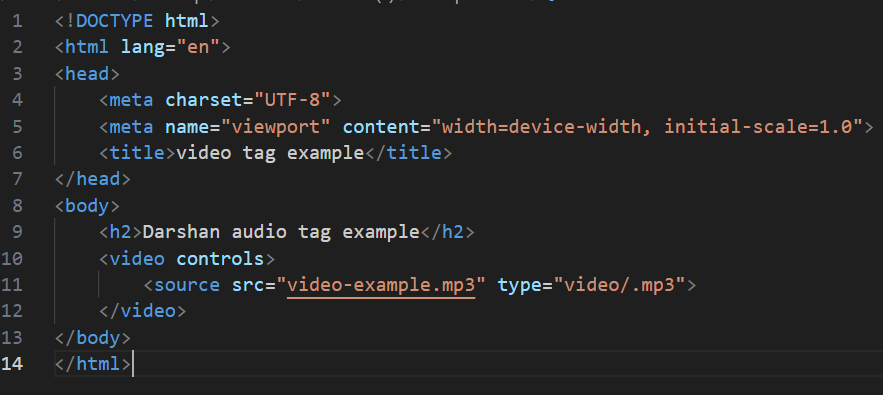 1 <!DOCTYPE html>
2 <html lang="en">
3 <head>
4     <meta charset="UTF-8">
5     <meta name="viewport" content="width=device-width, initial-scale=1.0">
6     <title>video tag example</title>
7 </head>
8 <body>
9     <h2>Darshan audio tag example</h2>
10     <video controls>
11         <source src="video-example.mp3" type="video/.mp3">
12     </video>
13 </body>
14 </html>